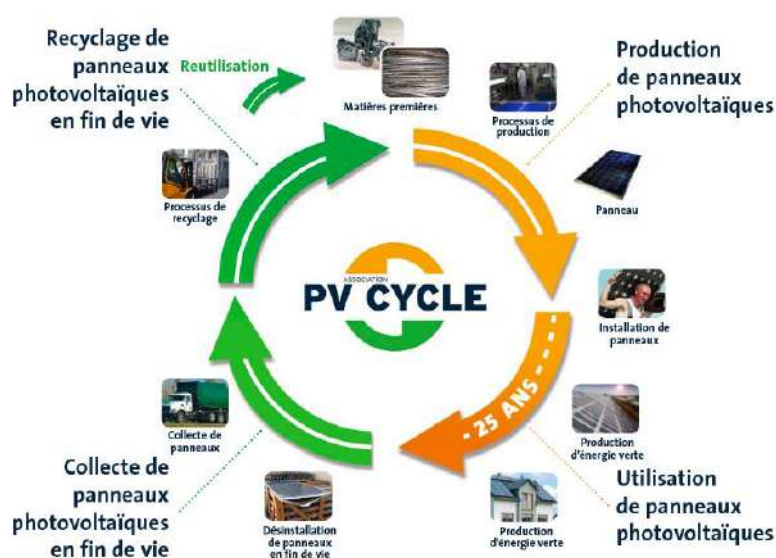 Recyclage de
panneaux
photovoltaïques
en fin de vie
Reutilisation
Matières premières
Processus de
production
Production
de panneaux
photovoltaïques
Processus de
recyclage
Panneau
ASSOCIATION
PV CYCLE
Installation de
panneaux
- 25 ANS -
Collecte de
panneaux
Production
d'énergie verte
Collecte de
panneaux
photovoltaïques
en fin de vie
Désinstallation
de panneaux
en fin de vie
Production
d'énergie verte
Utilisation
de panneaux
photovoltaïques